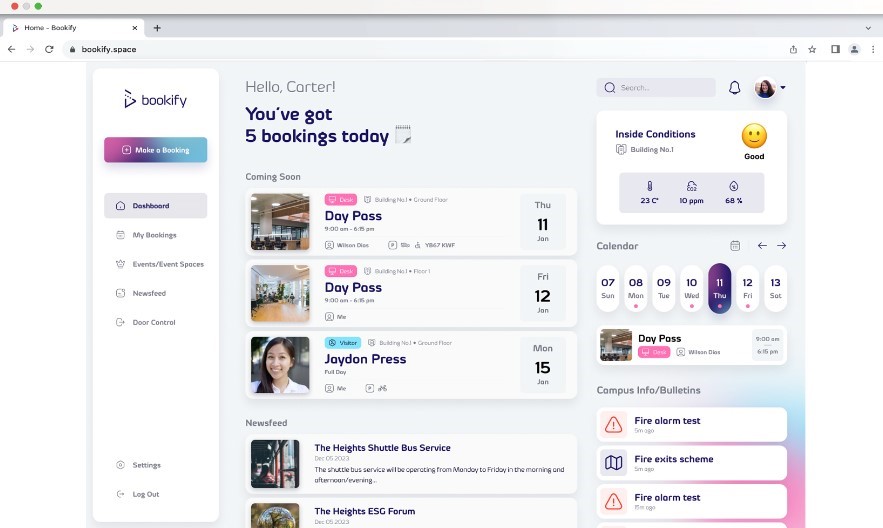 Home – Bookify
bookify.space
bookify
Make a Booking
Dashboard
My Bookings
Events/Event Spaces
Newsfeed
Door Control
Settings
Log Out
Hello, Carter!
You've got
5 bookings today
Coming Soon
Desk
Building No.1 • Ground Floor
Day Pass
9:00 am - 6:15 pm
Wilson Dias
YB67 KWF
Thu
11
Jan
Desk
Building No.1 • Floor 1
Day Pass
9:00 am - 6:15 pm
Me
Fri
12
Jan
Visitor
Building No.1 • Ground Floor
Jaydon Press
Full Day
Me
Mon
15
Jan
Newsfeed
The Heights Shuttle Bus Service
Dec 05 2023
The shuttle bus service will be operating from Monday to Friday in the morning and
afternoon/evening...
The Heights ESG Forum
Dec 05 2023
Search...
Inside Conditions
Building No.1
Good
23 C°
10 ppm
68 %
Calendar
07 08 09 10 11 12 13
Sun Mon Tue Wed Thu Fri Sat
Day Pass
Desk
Wilson Dias
9:00 am
6:15 pm
Campus Info/Bulletins
Fire alarm test
5m ago
Fire exits scheme
5m ago
Fire alarm test
15m ago